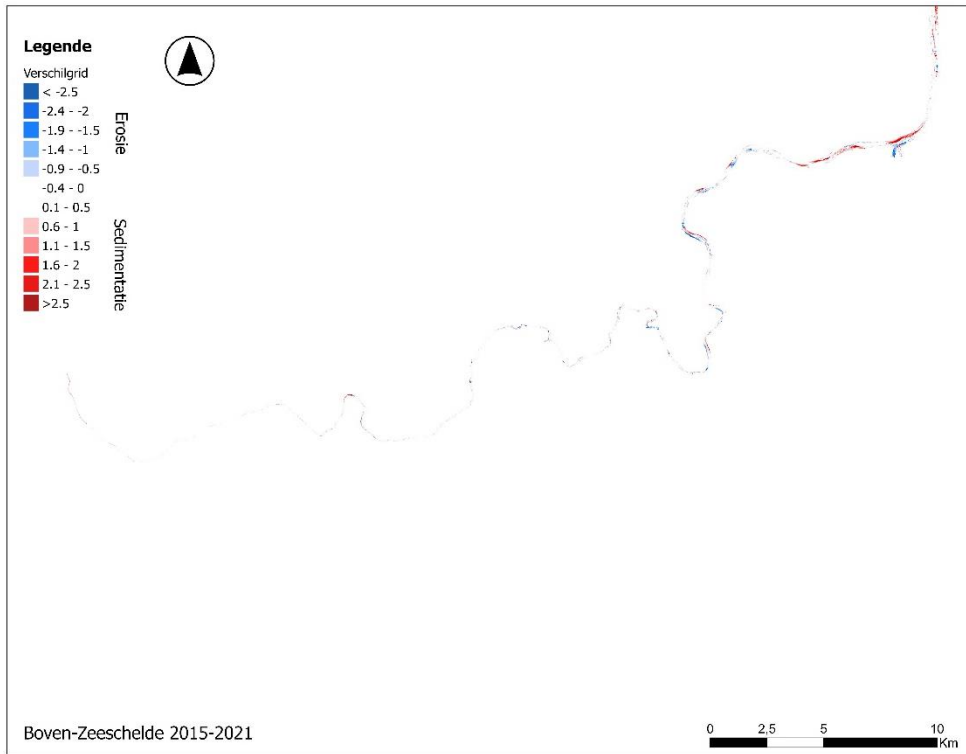 Legende
Verschilgrid
< -2.5
-2.4 - -2
-1.9 - -1.5
-1.4 - -1
-0.9 - -0.5
-0.4 - 0
0.1 - 0.5
0.6 - 1
1.1 - 1.5
1.6 - 2
2.1 - 2.5
>2.5
Erosie
Sedimentatie
Boven-Zeeschelde 2015-2021
0 2,5 5 10
Km